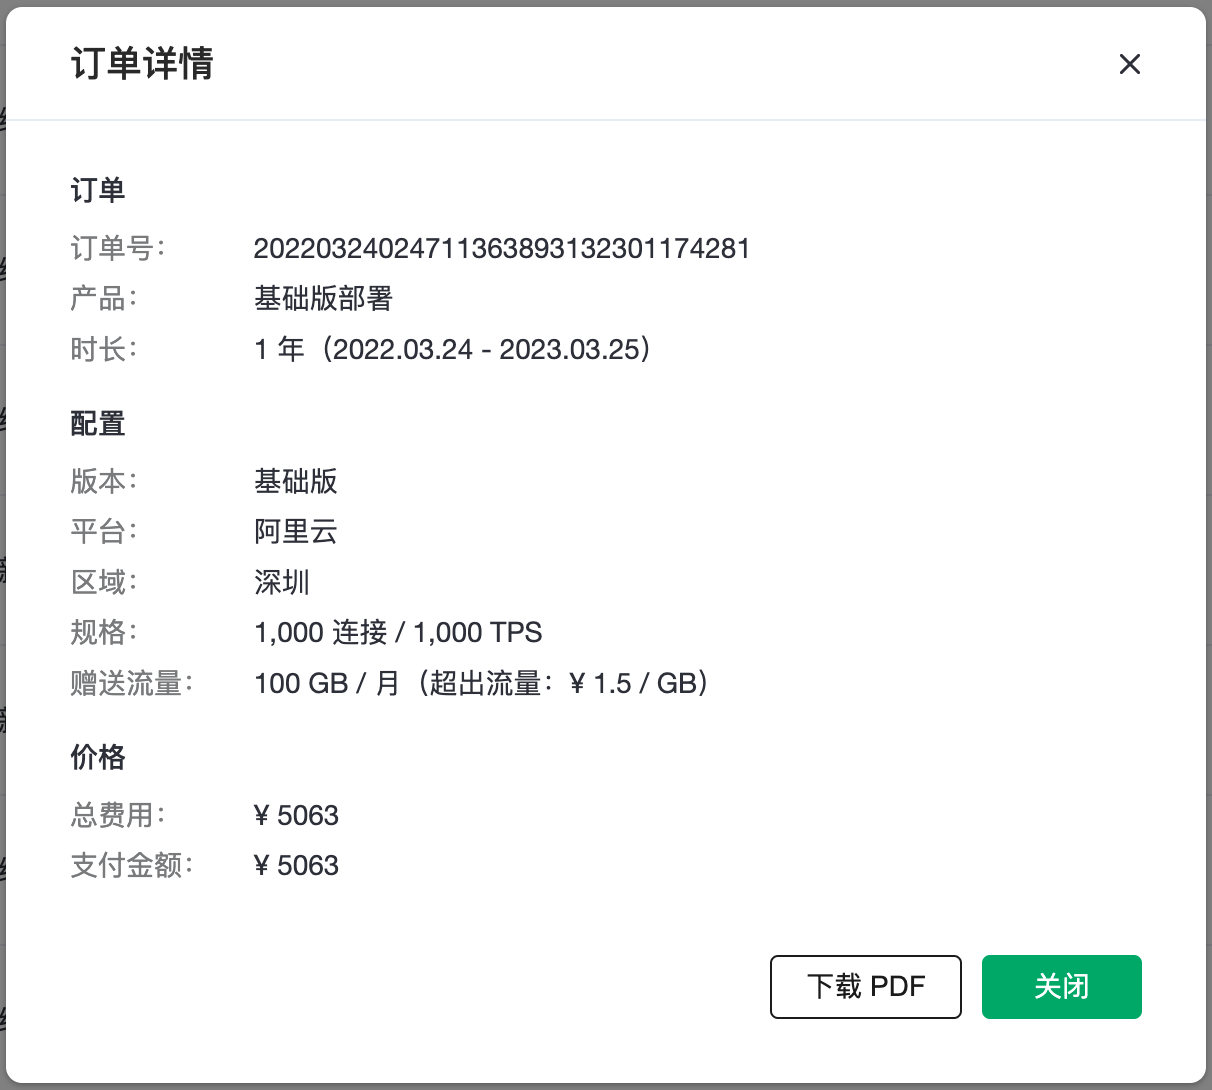 订单详情
订单
订单号： 2022032402471136389313230117​4281
产品： 基础版部署
时长： 1 年（2022.03.24 - 2023.03.25）
配置
版本： 基础版
平台： 阿里云
区域： 深圳
规格： 1,000 连接 / 1,000 TPS
赠送流量： 100 GB / 月（超出流量：¥ 1.5 / GB）
价格
总费用： ¥ 5063
支付金额： ¥ 5063
下载 PDF 关闭